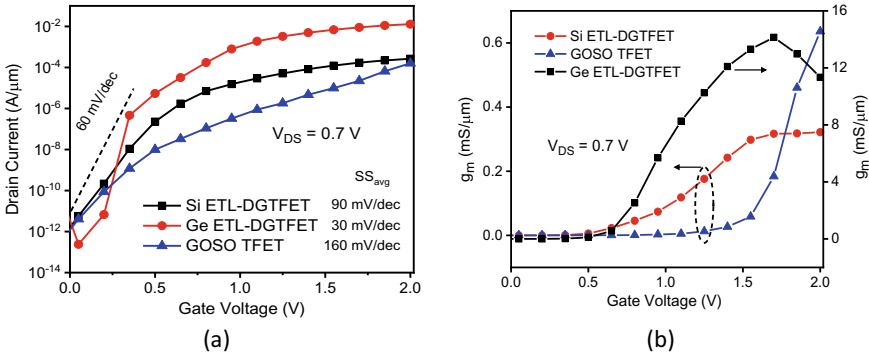 (a)
Drain Current (A/μm)
10⁻²
10⁻⁴
10⁻⁶
10⁻⁸
10⁻¹⁰
10⁻¹²
10⁻¹⁴
60 mV/dec
V_DS = 0.7 V
SS_avg
Si ETL-DGTFET 90 mV/dec
Ge ETL-DGTFET 30 mV/dec
GOSO TFET 160 mV/dec
0.0 0.5 1.0 1.5 2.0
Gate Voltage (V)
(a)
b)
g_m (mS/μm)
0.6
0.4
0.2
0.0
Si ETL-DGTFET
GOSO TFET
Ge ETL-DGTFET
V_DS = 0.7 V
16
12
8
4
0
g_m (mS/μm)
0.0 0.5 1.0 1.5 2.0
Gate Voltage (V)
(b)